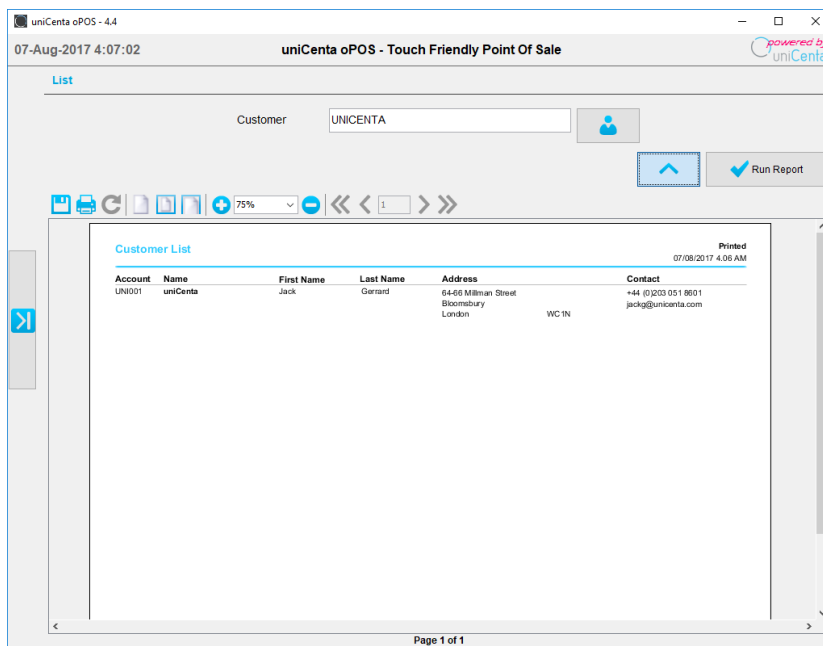 uniCenta oPOS - 4.4
07-Aug-2017 4:07:02 uniCenta oPOS - Touch Friendly Point Of Sale powered by uniCenta
List
Customer UNICENTA
Run Report
75% 1
Customer List Printed
07/08/2017 4.06 AM
Account Name First Name Last Name Address Contact
UNI001 uniCenta Jack Gerrard 64-66 Millman Street +44 (0)203 051 8601
Bloomsbury jackg@unicenta.com
London WC1N
Page 1 of 1